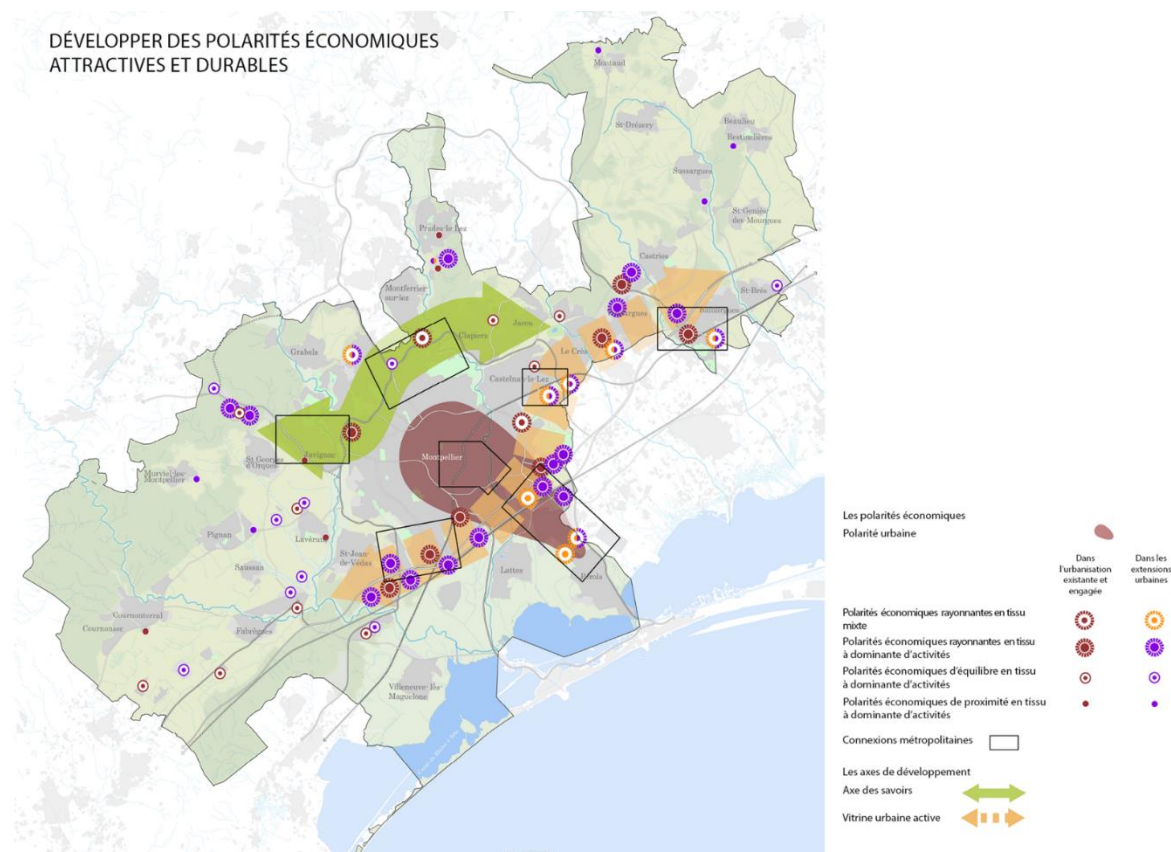 DÉVELOPPER DES POLARITÉS ÉCONOMIQUES
ATTRACTIVES ET DURABLES
Montaud
St-Drézery
Beaulieu
Restinclières
Sussargues
St Geniès
des Mourgues
Prades-le-Lez
Castries
Montferrier
sur-lez
St-Brès
Baillargues
Clapiers
Jacou
Grabels
Le Crès
Castelnau-le-Lez
Montpellier
St Georges
d'Orques
Juvignac
Murviel-les
Montpellier
Pignan
Lavérune
St-Jean
de-Védas
Saussan
Lattes
Pérols
Cournonterral
Cournonsec
Fabrègues
Villeneuve-lès
Maguelone
Les polarités économiques
Polarité urbaine
Dans
l'urbanisation
existante et
engagée
Dans les
extensions
urbaines
Polarités économiques rayonnantes en tissu
mixte
Polarités économiques rayonnantes en tissu
à dominante d'activités
Polarités économiques d'équilibre en tissu
à dominante d'activités
Polarités économiques de proximité en tissu
à dominante d'activités
Connexions métropolitaines
Les axes de développement
Axe des savoirs
Vitrine urbaine active